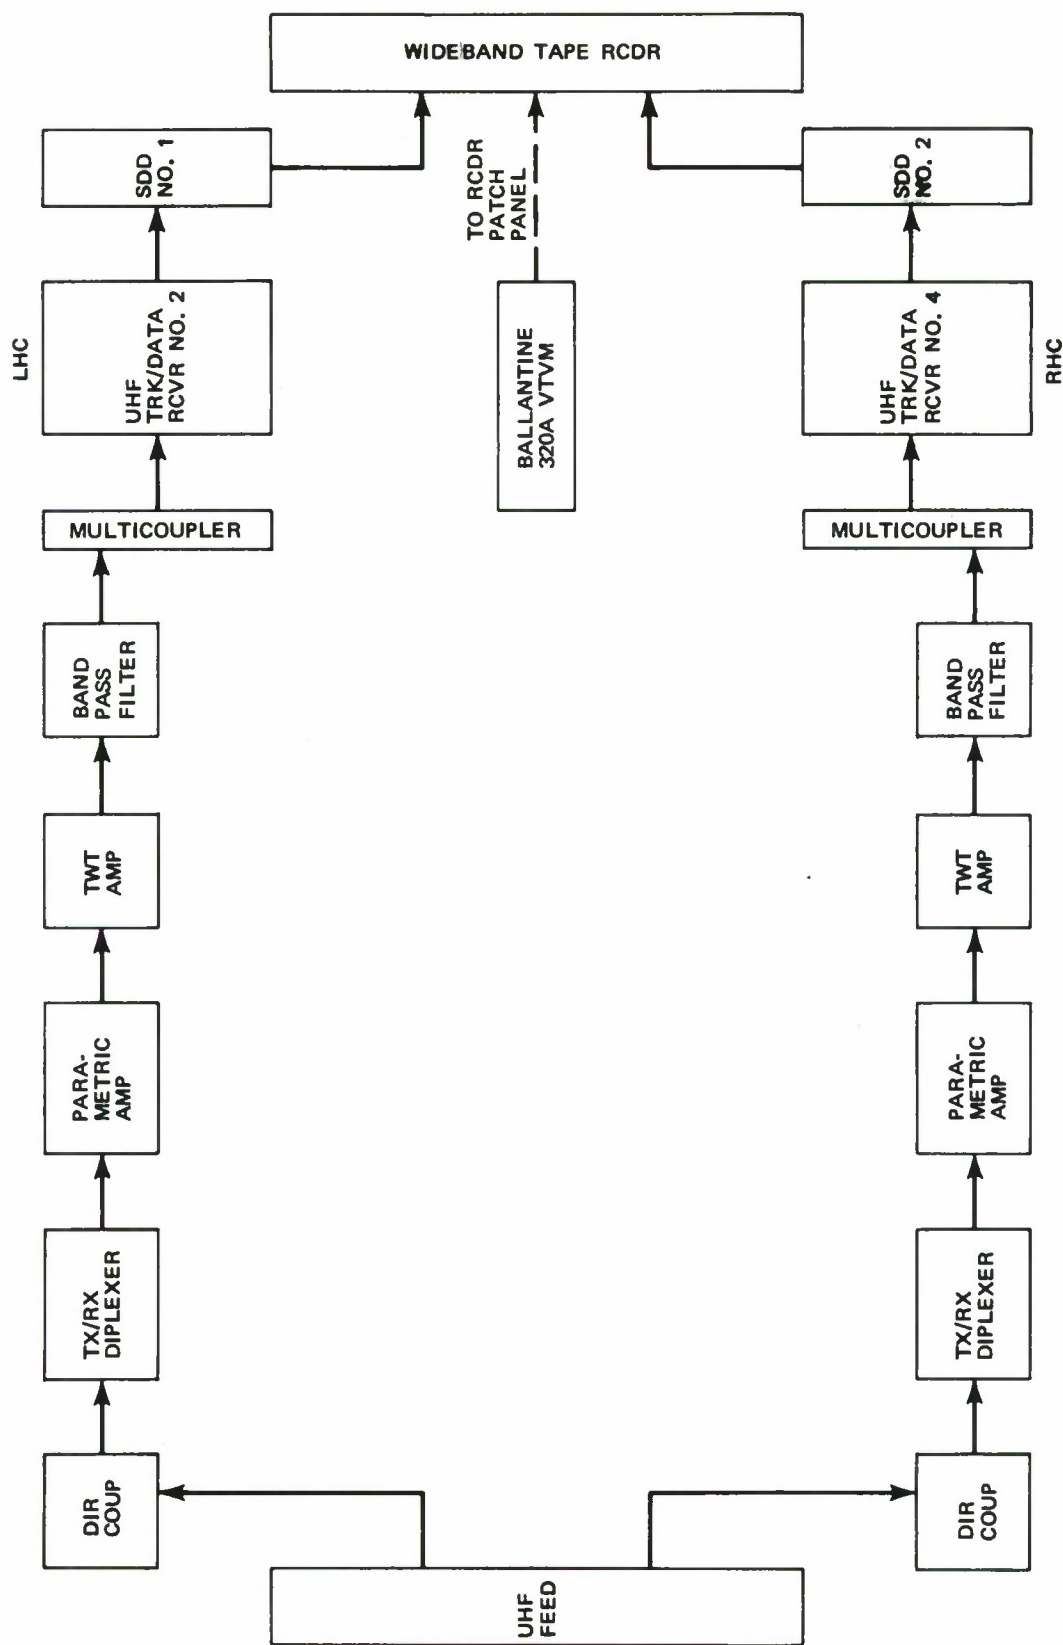 UHF
FEED
DIR
COUP
TX/RX
DIPLEXER
PARA-
METRIC
AMP
TWT
AMP
BAND
PASS
FILTER
MULTICOUPLER
LHC
UHF
TRK/DATA
RCVR NO. 2
SDD
NO. 1
WIDEBAND TAPE RCDR
TO RCDR
PATCH
PANEL
BALLANTINE
320A VTVM
DIR
COUP
TX/RX
DIPLEXER
PARA-
METRIC
AMP
TWT
AMP
BAND
PASS
FILTER
MULTICOUPLER
UHF
TRK/DATA
RCVR NO. 4
RHC
SDD
NO. 2